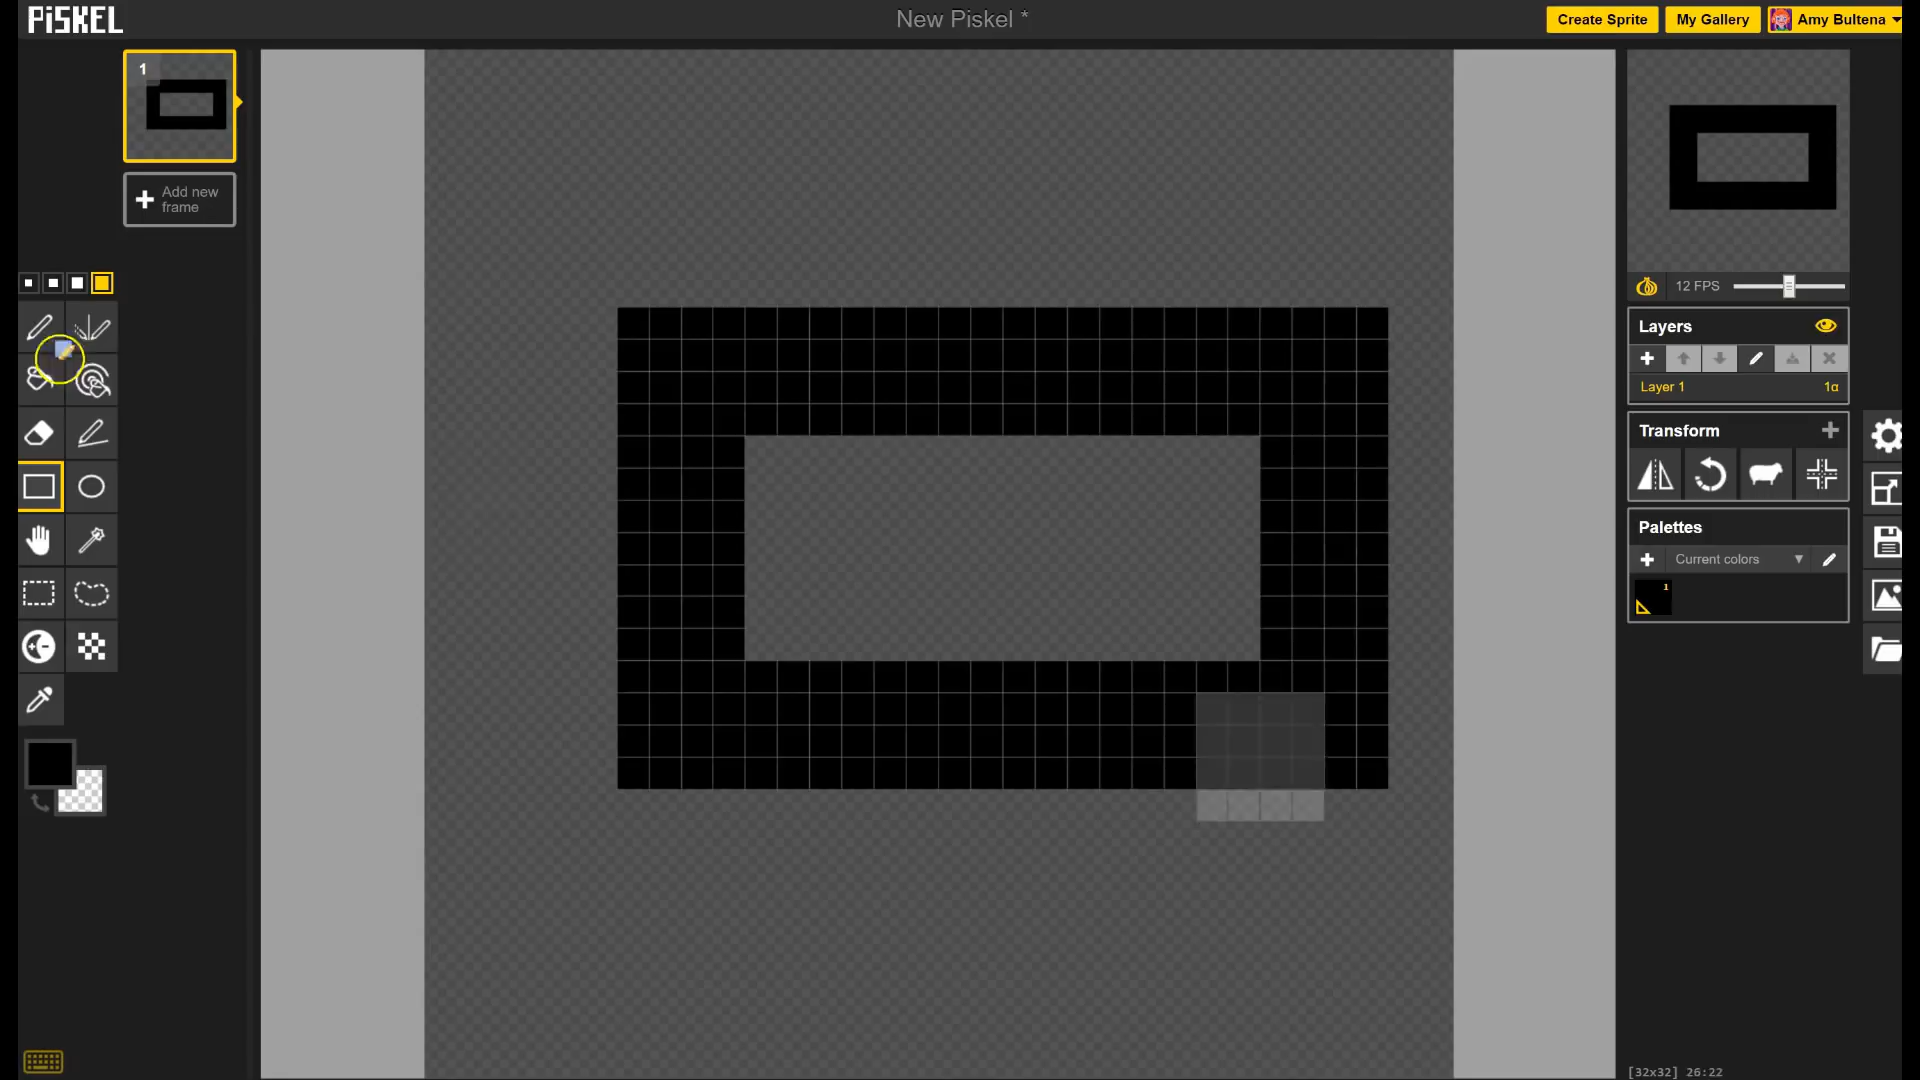 PiSKEL
New Piskel *
Create Sprite
My Gallery
Amy Bultena
1
Add new
frame
12 FPS
Layers
Layer 1
1α
Transform
Palettes
Current colors
1
[32x32] 26:22